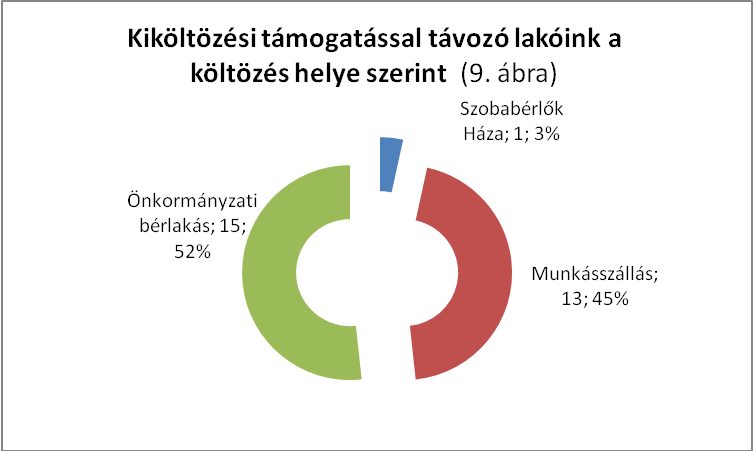 Kiköltözési támogatással távozó lakóink a
költözés helye szerint (9. ábra)
Szobabérlők
Háza; 1; 3%
Önkormányzati
bérlakás; 15;
52%
Munkásszállás;
13; 45%